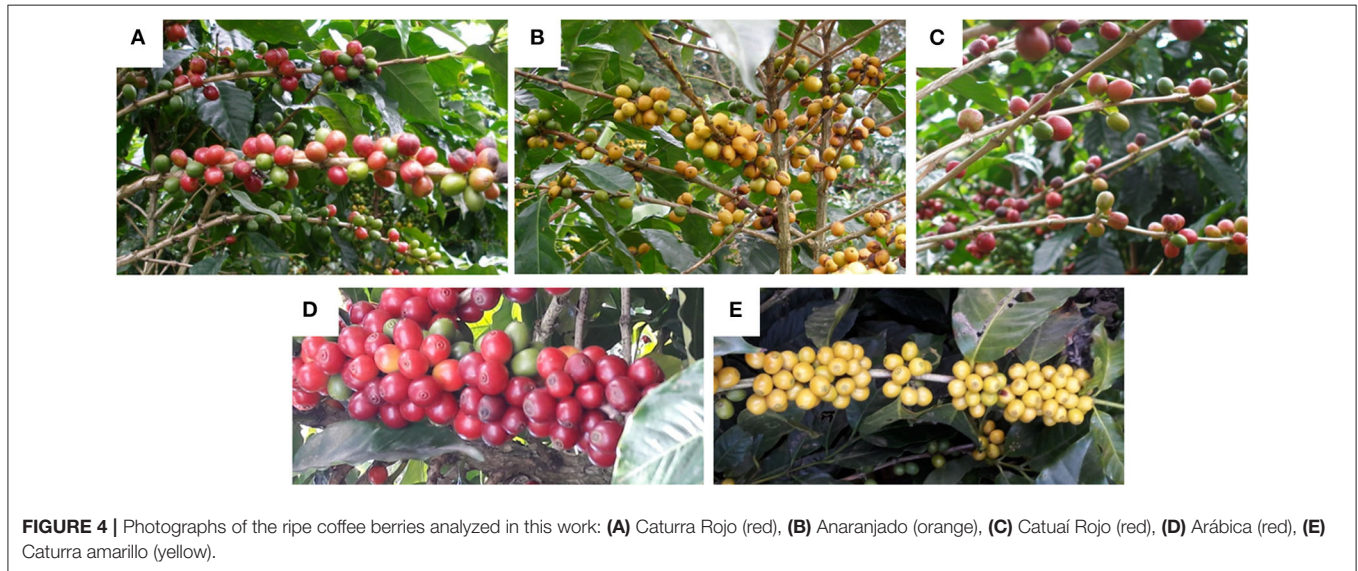 A
B
C
D
E
FIGURE 4 | Photographs of the ripe coffee berries analyzed in this work: (A) Caturra Rojo (red), (B) Anaranjado (orange), (C) Catuaí Rojo (red), (D) Arábica (red), (E)
Caturra amarillo (yellow).